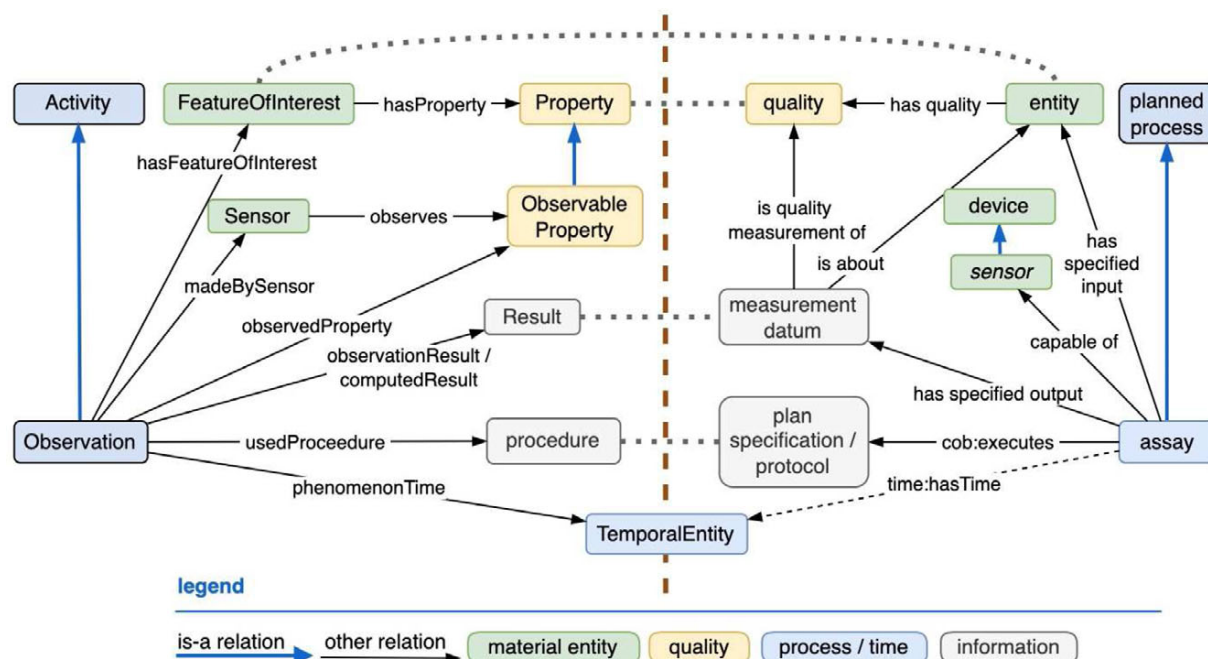 Activity
FeatureOfInterest
hasProperty
Property
quality
has quality
entity
planned
process
hasFeatureOfInterest
Sensor
observes
Observable
Property
is quality
measurement of
device
has
specified
input
is about
sensor
madeBySensor
observedProperty
Result
measurement
datum
capable of
observationResult /
computedResult
has specified output
Observation
usedProceedure
procedure
plan
specification /
protocol
cob:executes
assay
phenomenonTime
time:hasTime
TemporalEntity
legend
is-a relation
other relation
material entity
quality
process / time
information